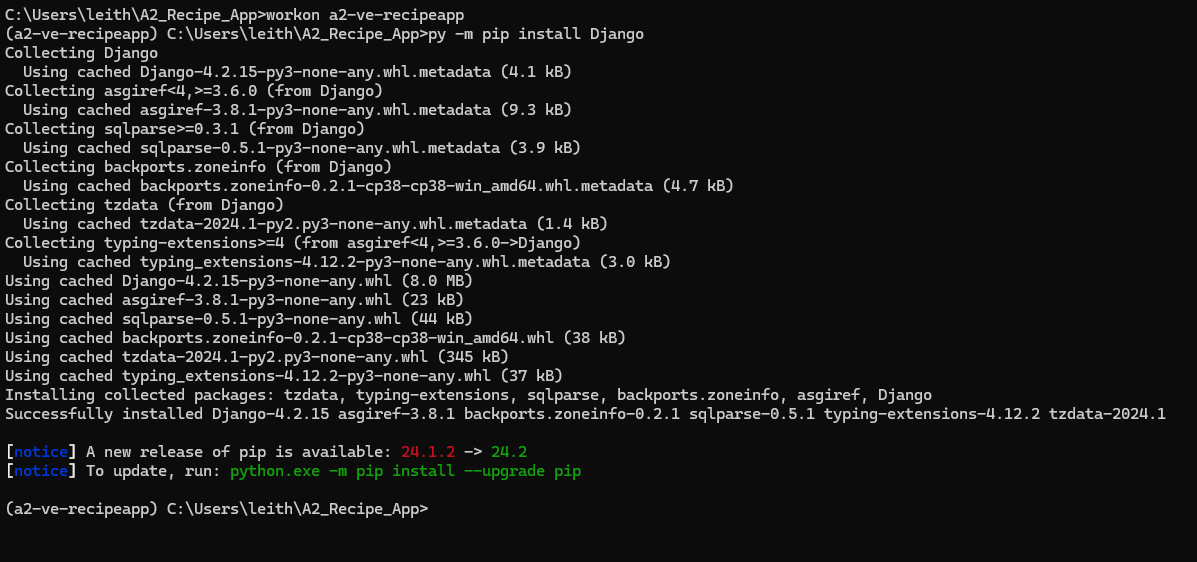 C:\Users\leith\A2_Recipe_App>workon a2-ve-recipeapp
(a2-ve-recipeapp) C:\Users\leith\A2_Recipe_App>py -m pip install Django
Collecting Django
  Using cached Django-4.2.15-py3-none-any.whl.metadata (4.1 kB)
Collecting asgiref<4,>=3.6.0 (from Django)
  Using cached asgiref-3.8.1-py3-none-any.whl.metadata (9.3 kB)
Collecting sqlparse>=0.3.1 (from Django)
  Using cached sqlparse-0.5.1-py3-none-any.whl.metadata (3.9 kB)
Collecting backports.zoneinfo (from Django)
  Using cached backports.zoneinfo-0.2.1-cp38-cp38-win_amd64.whl.metadata (4.7 kB)
Collecting tzdata (from Django)
  Using cached tzdata-2024.1-py2.py3-none-any.whl.metadata (1.4 kB)
Collecting typing-extensions>=4 (from asgiref<4,>=3.6.0->Django)
  Using cached typing_extensions-4.12.2-py3-none-any.whl.metadata (3.0 kB)
Using cached Django-4.2.15-py3-none-any.whl (8.0 MB)
Using cached asgiref-3.8.1-py3-none-any.whl (23 kB)
Using cached sqlparse-0.5.1-py3-none-any.whl (44 kB)
Using cached backports.zoneinfo-0.2.1-cp38-cp38-win_amd64.whl (38 kB)
Using cached tzdata-2024.1-py2.py3-none-any.whl (345 kB)
Using cached typing_extensions-4.12.2-py3-none-any.whl (37 kB)
Installing collected packages: tzdata, typing-extensions, sqlparse, backports.zoneinfo, asgiref, Django
Successfully installed Django-4.2.15 asgiref-3.8.1 backports.zoneinfo-0.2.1 sqlparse-0.5.1 typing-extensions-4.12.2 tzdata-2024.1

[notice] A new release of pip is available: 24.1.2 -> 24.2
[notice] To update, run: python.exe -m pip install --upgrade pip

(a2-ve-recipeapp) C:\Users\leith\A2_Recipe_App>